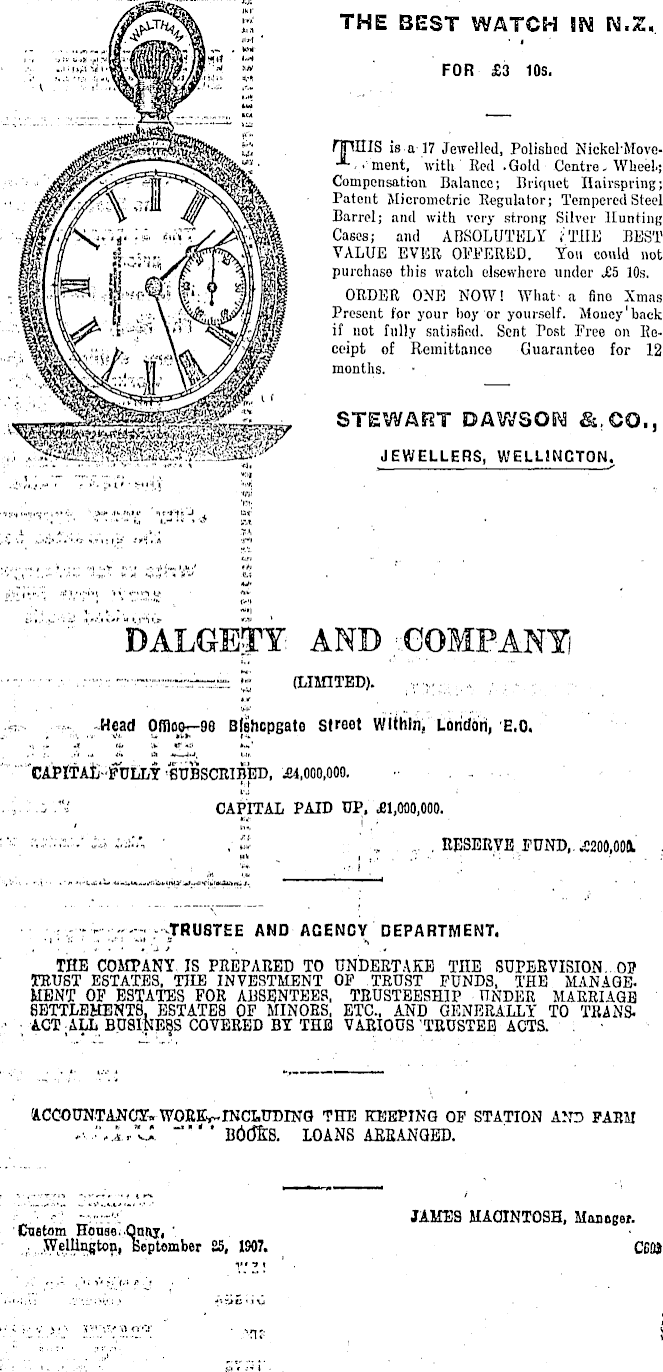 WALTHAM
THE BEST WATCH IN N.Z.
FOR £3 10s.
THIS is a 17 Jewelled, Polished Nickel Move-
ment, with Red Gold Centre Wheel;
Compensation Balance; Briquet Hairspring;
Patent Micrometric Regulator; Tempered Steel
Barrel; and with very strong Silver Hunting
Cases; and ABSOLUTELY THE BEST
VALUE EVER OFFERED. You could not
purchase this watch elsewhere under £5 10s.
ORDER ONE NOW! What a fine Xmas
Present for your boy or yourself. Money back
if not fully satisfied. Sent Post Free on Re-
ceipt of Remittance Guarantee for 12
months.
STEWART DAWSON & CO.,
JEWELLERS, WELLINGTON.
DALGETY AND COMPANY
(LIMITED).
Head Office—96 Bishopgate Street Within, London, E.C.
CAPITAL FULLY SUBSCRIBED, £4,000,000.
CAPITAL PAID UP, £1,000,000.
RESERVE FUND, £200,000.
TRUSTEE AND AGENCY DEPARTMENT.
THE COMPANY IS PREPARED TO UNDERTAKE THE SUPERVISION OF
TRUST ESTATES, THE INVESTMENT OF TRUST FUNDS, THE MANAGE-
MENT OF ESTATES FOR ABSENTEES, TRUSTEESHIP UNDER MARRIAGE
SETTLEMENTS, ESTATES OF MINORS, ETC., AND GENERALLY TO TRANS-
ACT ALL BUSINESS COVERED BY THE VARIOUS TRUSTEE ACTS.
ACCOUNTANCY WORK, INCLUDING THE KEEPING OF STATION AND FARM
BOOKS. LOANS ARRANGED.
JAMES MACINTOSH, Manager.
Custom House Quay,
Wellington, September 25, 1907.